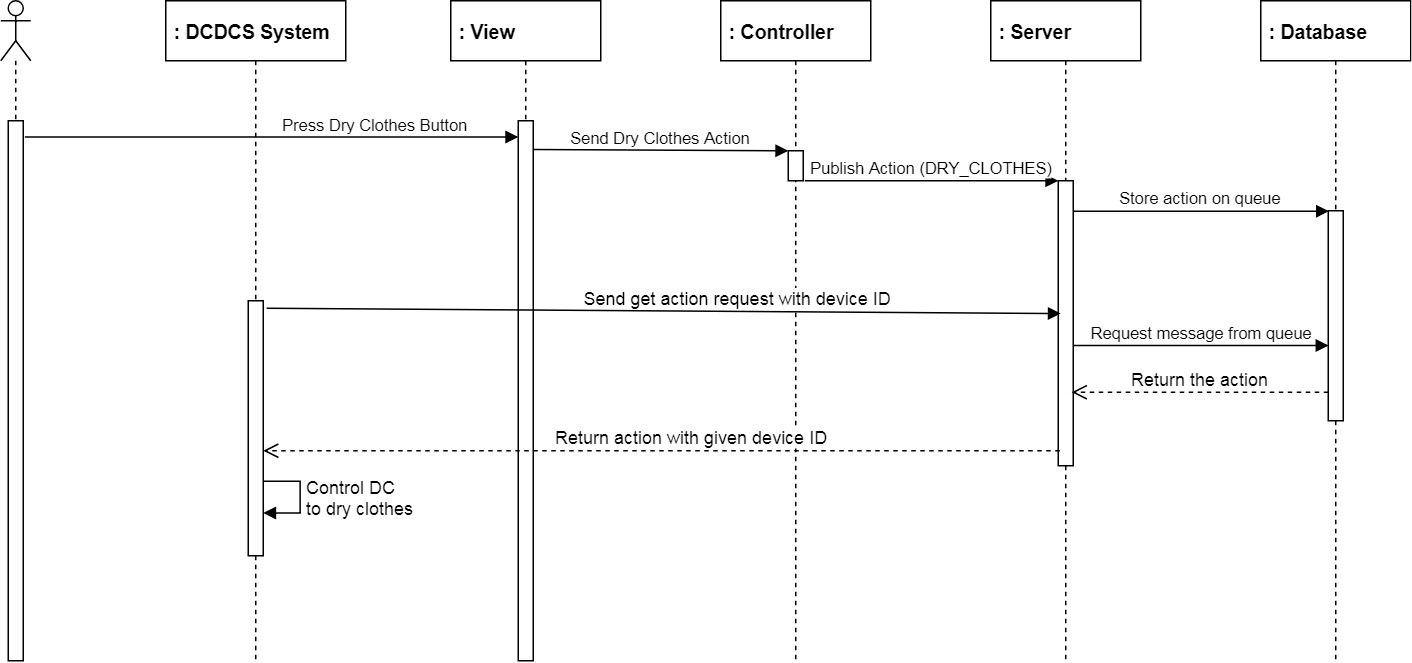 : DCDCS System
: View
: Controller
: Server
: Database
Press Dry Clothes Button
Send Dry Clothes Action
Publish Action (DRY_CLOTHES)
Store action on queue
Send get action request with device ID
Request message from queue
Return the action
Return action with given device ID
Control DC
to dry clothes